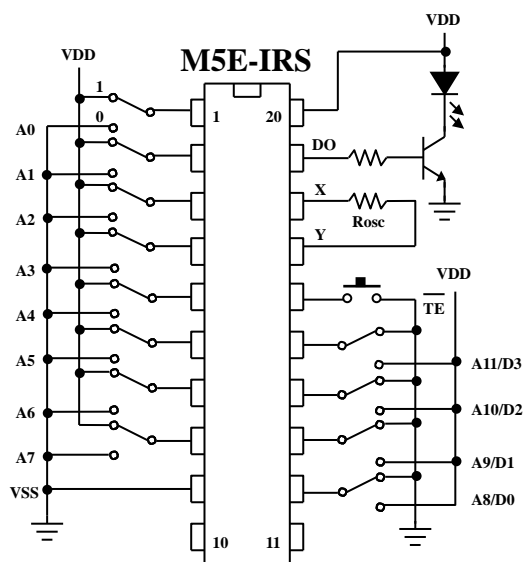 VDD
VDD
M5E-IRS
1
0
1
20
A0
DO
A1
X
Rosc
A2
Y
A3
VDD
TE
A4
A5
A11/D3
A6
A10/D2
A7
A9/D1
VSS
A8/D0
10
11